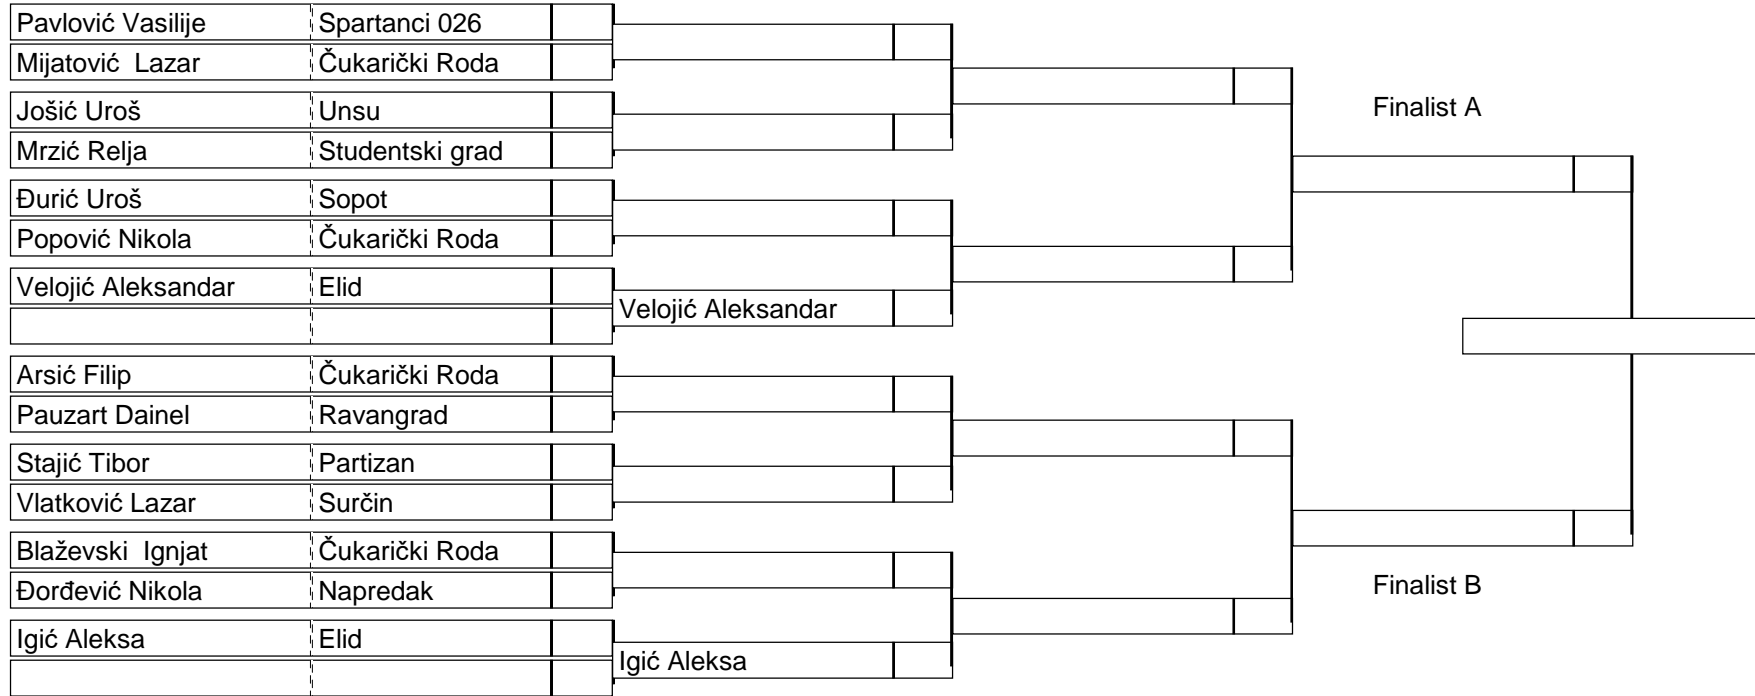 Pavlović Vasilije Spartanci 026
Mijatović  Lazar Čukarički Roda
Jošić Uroš Unsu
Finalist A
Mrzić Relja Studentski grad
Đurić Uroš Sopot
Popović Nikola Čukarički Roda
Velojić Aleksandar Elid
Velojić Aleksandar
Arsić Filip Čukarički Roda
Pauzart Dainel Ravangrad
Stajić Tibor Partizan
Vlatković Lazar Surčin
Blaževski  Ignjat Čukarički Roda
Đorđević Nikola Napredak
Finalist B
Igić Aleksa Elid
Igić Aleksa